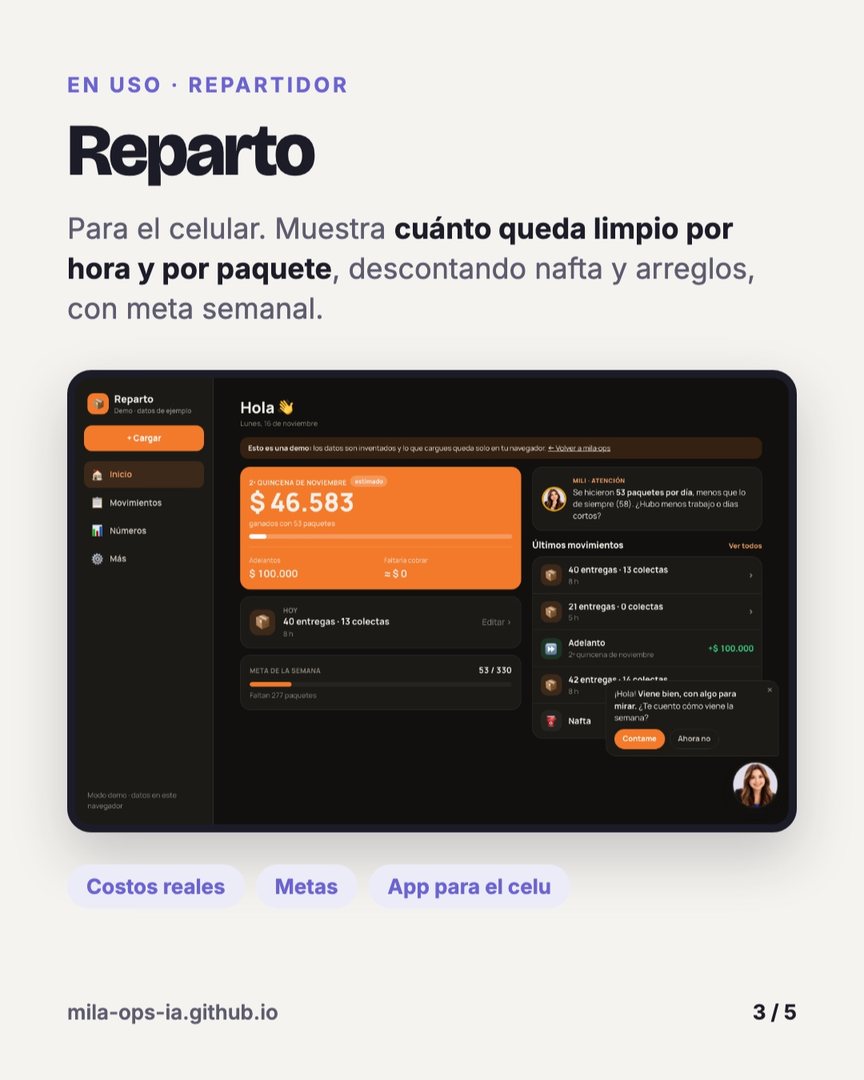 EN USO · REPARTIDOR
Reparto
Para el celular. Muestra cuánto queda limpio por
hora y por paquete, descontando nafta y arreglos,
con meta semanal.
Reparto
Demo · datos de ejemplo
+ Cargar
Inicio
Movimientos
Números
Más
Modo demo · datos en este
navegador
Hola 👋
Lunes, 16 de noviembre
Esto es una demo: los datos son inventados y lo que cargues queda solo en tu navegador. ← Volver a mila-ops
2ª QUINCENA DE NOVIEMBRE estimado
$ 46.583
ganados con 53 paquetes
Adelantos Faltaría cobrar
$ 100.000 ≈ $ 0
HOY
40 entregas · 13 colectas
8 h
Editar ›
META DE LA SEMANA 53 / 330
Faltan 277 paquetes
MILI · ATENCIÓN
Se hicieron 53 paquetes por día, menos que lo
de siempre (58). ¿Hubo menos trabajo o días
cortos?
Últimos movimientos Ver todos
40 entregas · 13 colectas
8 h
21 entregas · 0 colectas
5 h
Adelanto
2ª quincena de noviembre
+$ 100.000
42 entregas · 14 colectas
8 h
Nafta
¡Hola! Viene bien, con algo para
mirar. ¿Te cuento cómo viene la
semana?
Contame Ahora no
Costos reales Metas App para el celu
mila-ops-ia.github.io 3 / 5